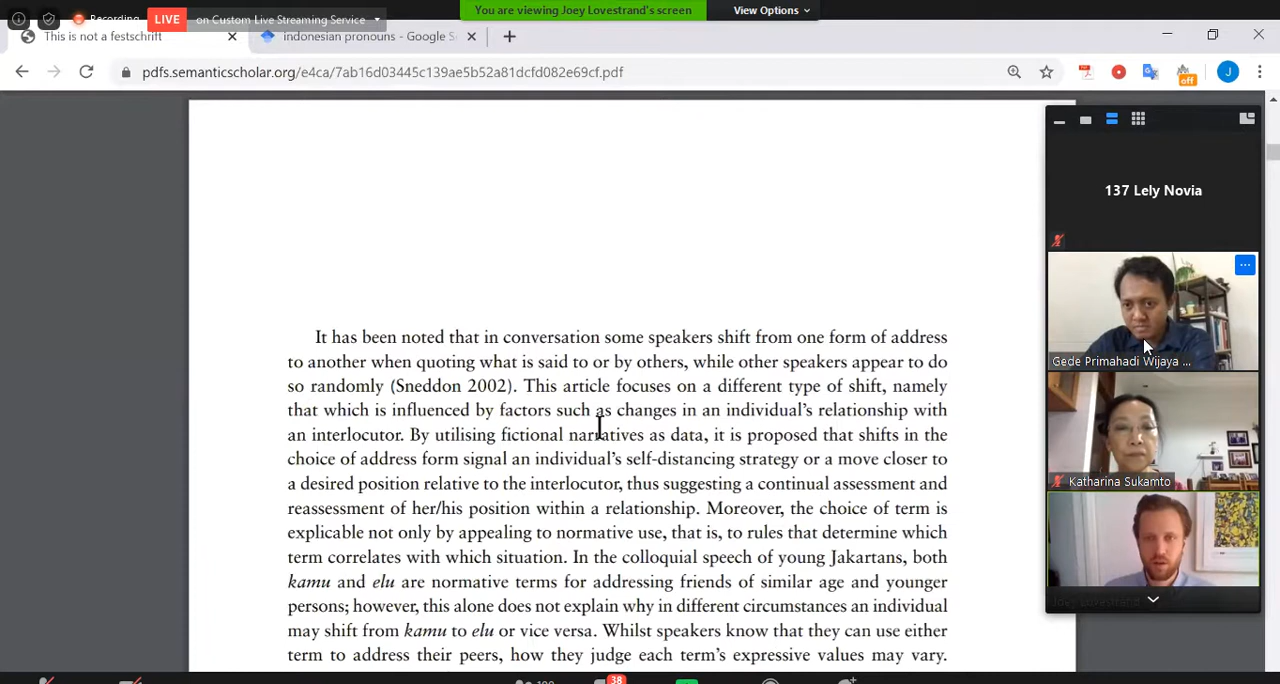 Recording
LIVE
on Custom Live Streaming Service
You are viewing Joey Lovestrand's screen
View Options
This is not a festschrift
indonesian pronouns - Google S
pdfs.semanticscholar.org/e4ca/7ab16d03445c139ae5b52a81dcfd082e69cf.pdf
off
J
It has been noted that in conversation some speakers shift from one form of address
to another when quoting what is said to or by others, while other speakers appear to do
so randomly (Sneddon 2002). This article focuses on a different type of shift, namely
that which is influenced by factors such as changes in an individual's relationship with
an interlocutor. By utilising fictional narratives as data, it is proposed that shifts in the
choice of address form signal an individual's self-distancing strategy or a move closer to
a desired position relative to the interlocutor, thus suggesting a continual assessment and
reassessment of her/his position within a relationship. Moreover, the choice of term is
explicable not only by appealing to normative use, that is, to rules that determine which
term correlates with which situation. In the colloquial speech of young Jakartans, both
kamu and elu are normative terms for addressing friends of similar age and younger
persons; however, this alone does not explain why in different circumstances an individual
may shift from kamu to elu or vice versa. Whilst speakers know that they can use either
term to address their peers, how they judge each term's expressive values may vary.
137 Lely Novia
Gede Primahadi Wijaya ...
Katharina Sukamto
Joey Lovestrand
38